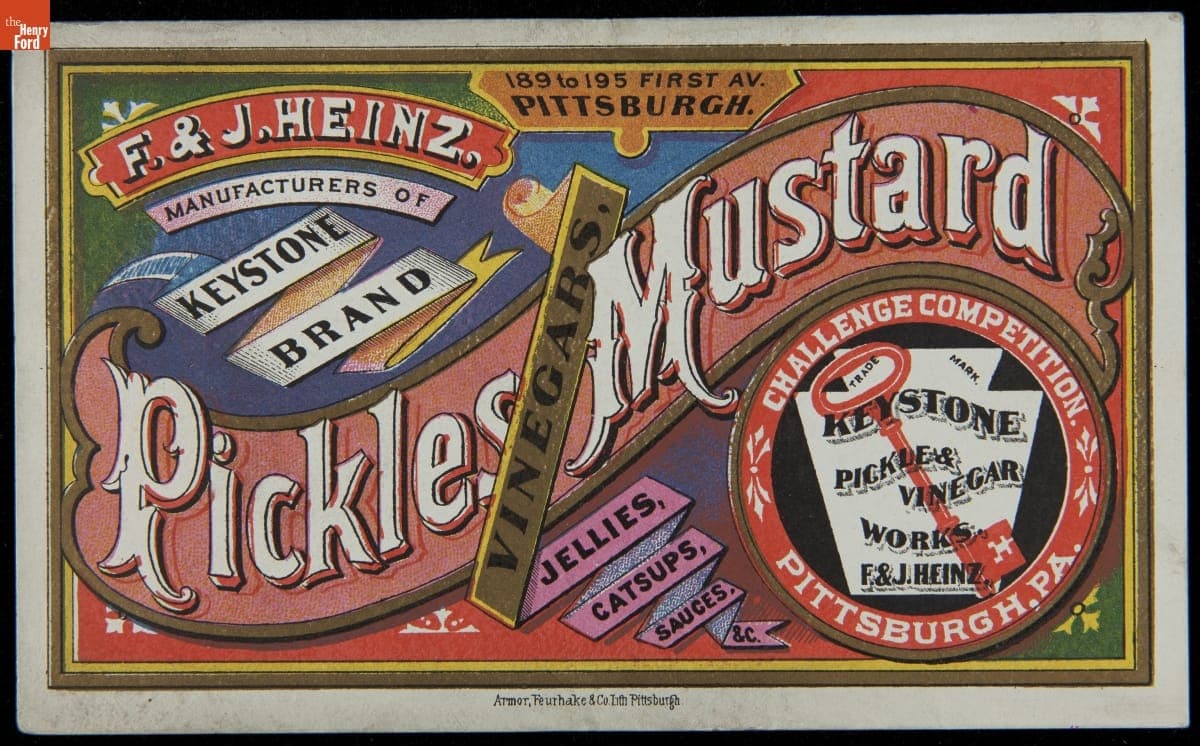 the
Henry
Ford
189 to 195 FIRST AV.
PITTSBURGH.
F. & J. HEINZ.
MANUFACTURERS OF
KEYSTONE
BRAND
Pickles
VINEGARS,
Mustard
JELLIES,
CATSUPS,
SAUCES,
&C.
CHALLENGE COMPETITION.
TRADE MARK.
KEYSTONE
PICKLE &
VINEGAR
WORKS.
F. & J. HEINZ.
H
PITTSBURGH, PA.
Armor, Feurhake & Co. Lith Pittsburgh